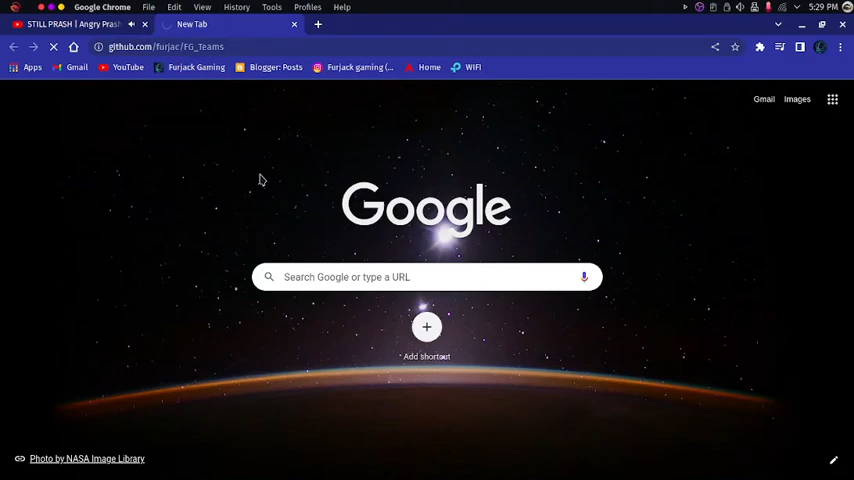 Google Chrome File Edit View History Tools Profiles Help 5:29 PM
STILL PRASH | Angry Prash New Tab
github.com/furjac/FG_Teams
Apps Gmail YouTube Furjack Gaming Blogger: Posts Furjack gaming (... Home WIFI
Gmail Images
Google
Search Google or type a URL
Add shortcut
Photo by NASA Image Library